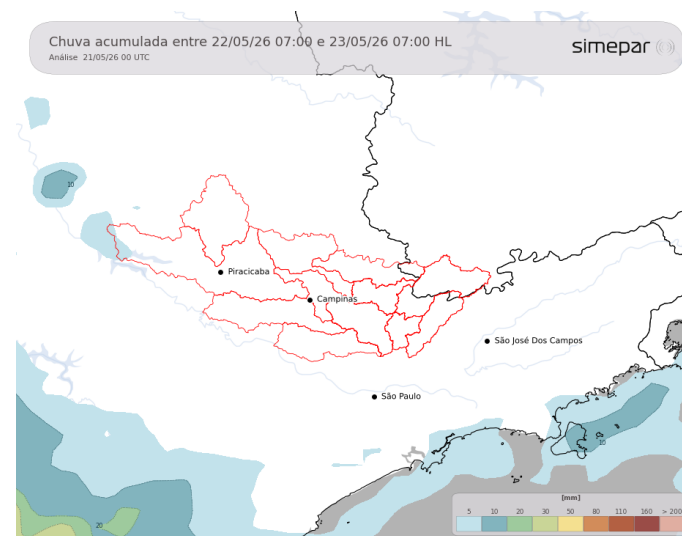 Chuva acumulada entre 22/05/26 07:00 e 23/05/26 07:00 HL
simepar
Análise 21/05/26 00 UTC
10
Piracicaba
Campinas
São José Dos Campos
São Paulo
10
20
[mm]
5 10 20 30 50 80 110 160 > 200